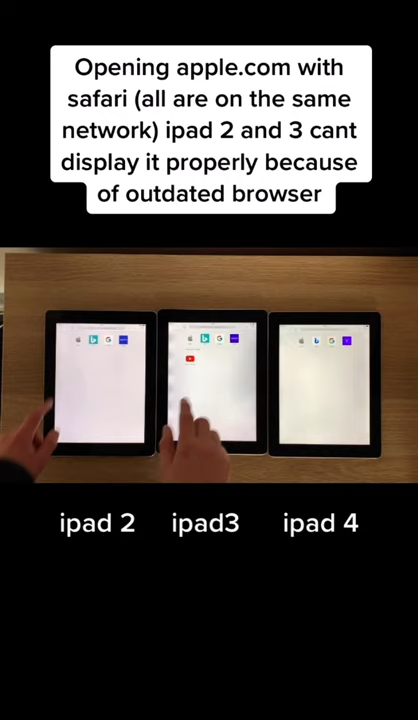 Opening apple.com with
safari (all are on the same
network) ipad 2 and 3 cant
display it properly because
of outdated browser
ipad 2 ipad3 ipad 4